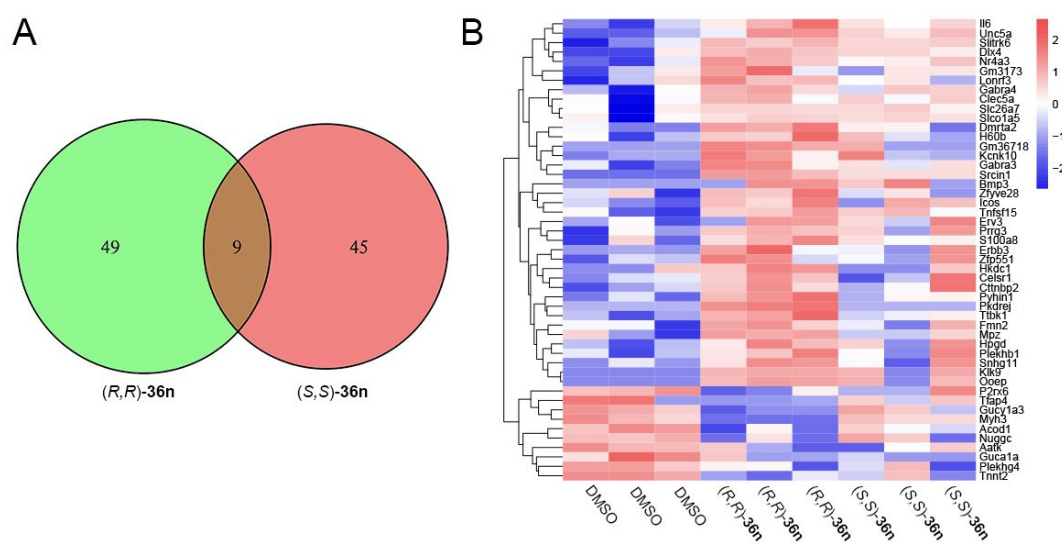 A
49
9
45
(R,R)-36n
(S,S)-36n
B
Il6
Unc5a
Slitrk6
Dlx4
Nr4a3
Gm3173
Lonrf3
Gabra4
Clec5a
Slc26a7
Slco1a5
Dmrta2
H60b
Gm36718
Kcnk10
Gabra3
Srcin1
Bmp3
Zfyve28
Icos
Tnfsf15
Erv3
Prrg3
S100a8
Erbb3
Zfp551
Hkdc1
Celsr1
Cttnbp2
Pyhin1
Pkdrej
Ttbk1
Fmn2
Mpz
Hpgd
Plekhb1
Snhg11
Klk9
Ooep
P2rx6
Tfap4
Gucy1a3
Myh3
Acod1
Nuggc
Aatk
Guca1a
Plekhg4
Tnnt2
2
1
0
−1
−2
DMSO
DMSO
DMSO
(R,R)-36n
(R,R)-36n
(R,R)-36n
(S,S)-36n
(S,S)-36n
(S,S)-36n